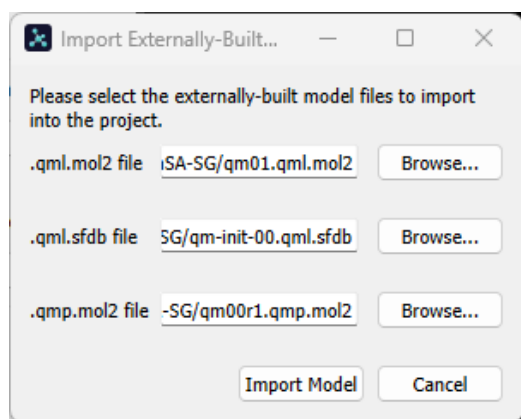 Import Externally-Built...
Please select the externally-built model files to import
into the project.
.qml.mol2 file ıSA-SG/qm01.qml.mol2 Browse...
.qml.sfdb file SG/qm-init-00.qml.sfdb Browse...
.qmp.mol2 file -SG/qm00r1.qmp.mol2 Browse...
Import Model Cancel